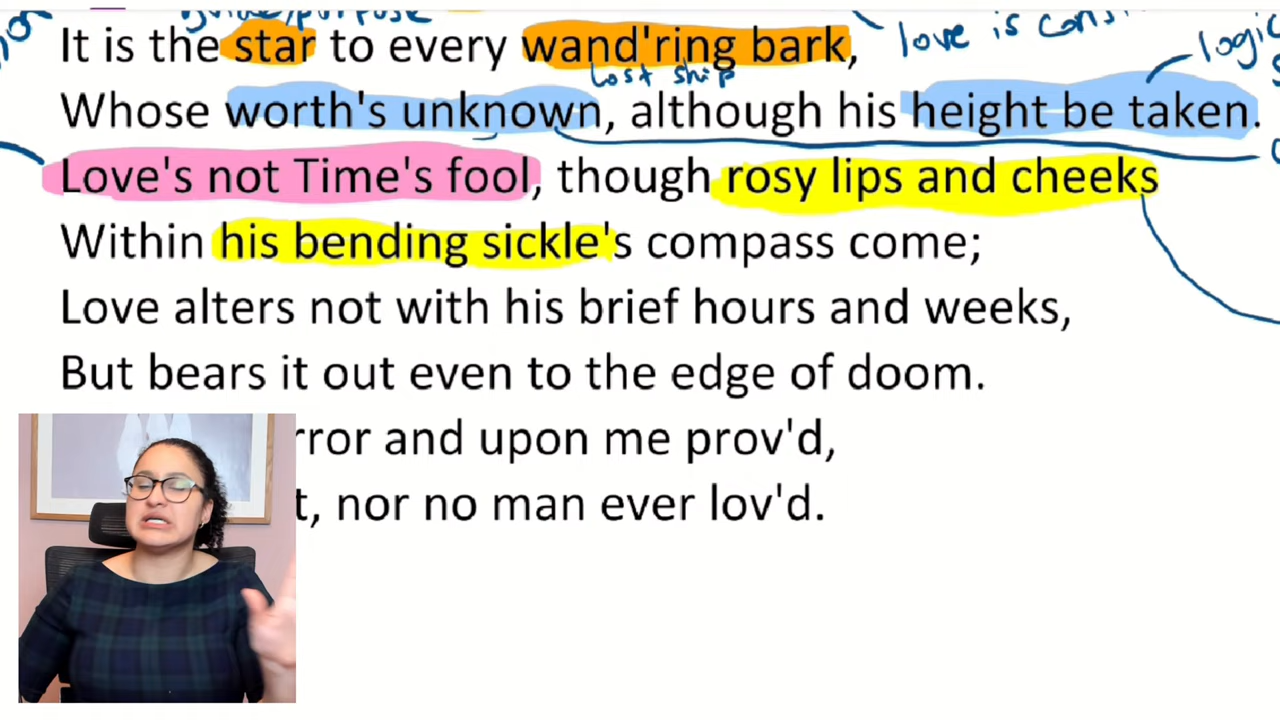 guide/purpose
It is the star to every wand'ring bark,
love is cons
logic
lost ship
Whose worth's unknown, although his height be taken.
Love's not Time's fool, though rosy lips and cheeks
Within his bending sickle's compass come;
Love alters not with his brief hours and weeks,
But bears it out even to the edge of doom.
rror and upon me prov'd,
t, nor no man ever lov'd.